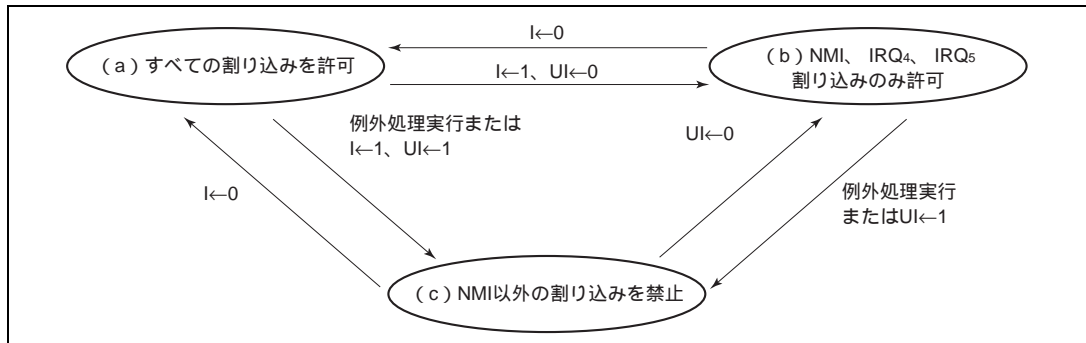 I←0
（a）すべての割り込みを許可
（b）NMI、 IRQ4、 IRQ5
割り込みのみ許可
I←1、UI←0
例外処理実行または
I←1、UI←1
UI←0
I←0
例外処理実行
またはUI←1
（c）NMI以外の割り込みを禁止